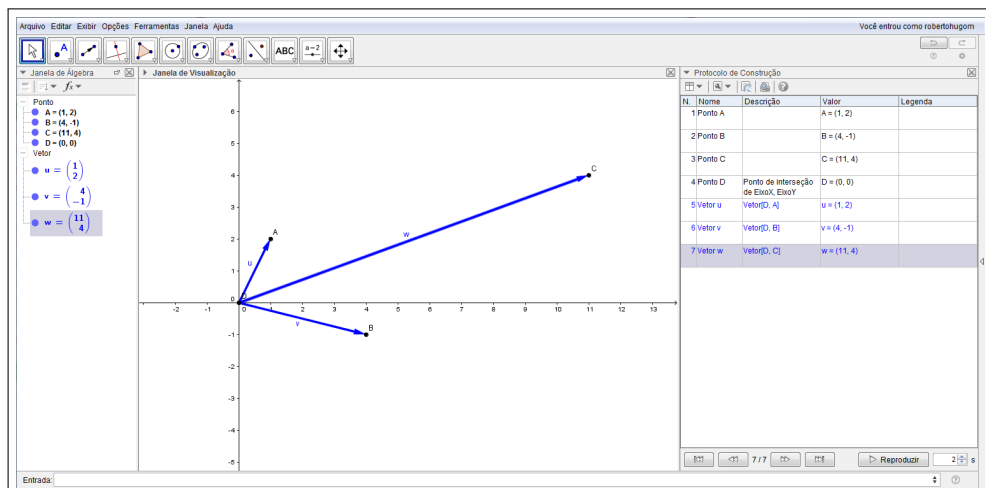 Arquivo Editar Exibir Opções Ferramentas Janela Ajuda
Você entrou como robertohugom
A
ABC
a=2
Janela de Álgebra
Janela de Visualização
Protocolo de Construção
fx
Ponto
A = (1, 2)
B = (4, -1)
C = (11, 4)
D = (0, 0)
Vetor
u = (1 2)
v = (4 -1)
w = (11 4)
6
5
4
3
2
1
0
-1
-2
-3
-4
-5
-2 -1 0 1 2 3 4 5 6 7 8 9 10 11 12 13
A
B
C
D
u
v
w
N. Nome Descrição Valor Legenda
1 Ponto A A = (1, 2)
2 Ponto B B = (4, -1)
3 Ponto C C = (11, 4)
4 Ponto D Ponto de interseção D = (0, 0)
de EixoX, EixoY
5 Vetor u Vetor[D, A] u = (1, 2)
6 Vetor v Vetor[D, B] v = (4, -1)
7 Vetor w Vetor[D, C] w = (11, 4)
7 / 7 Reproduzir 2 s
Entrada: